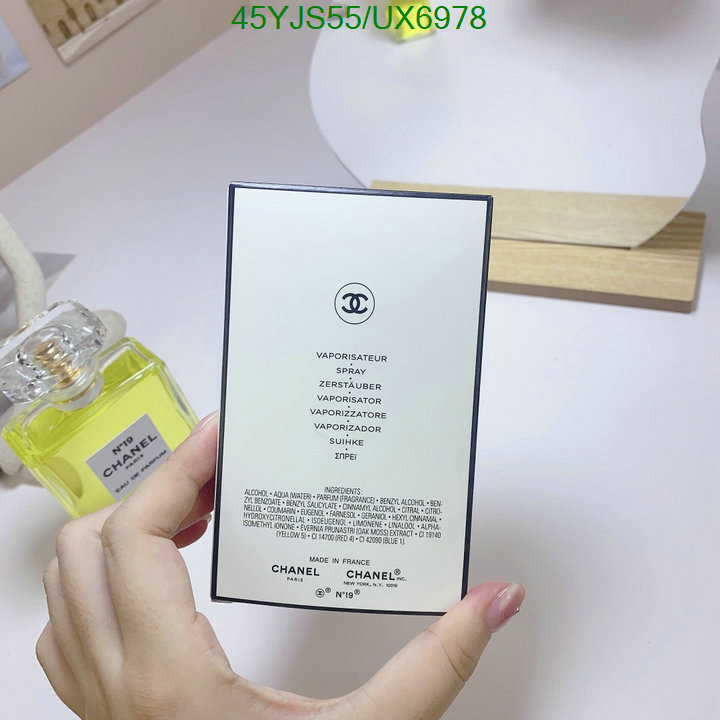 45YJS55/UX6978
VAPORISATEUR
SPRAY
ZERSTÄUBER
VAPORISATOR
VAPORIZZATORE
VAPORIZADOR
SUIHKE
ΣΠΡΕΪ
INGREDIENTS:
ALCOHOL • AQUA (WATER) • PARFUM (FRAGRANCE) • BENZYL ALCOHOL • BEN-
ZYL BENZOATE • BENZYL SALICYLATE • CINNAMYL ALCOHOL • CITRAL • CITRO-
NELLOL • COUMARIN • EUGENOL • FARNESOL • GERANIOL • HEXYL CINNAMAL •
HYDROXYCITRONELLAL • ISOEUGENOL • LIMONENE • LINALOOL • ALPHA-
ISOMETHYL IONONE • EVERNIA PRUNASTRI (OAK MOSS) EXTRACT • CI 19140
(YELLOW 5) • CI 14700 (RED 4) • CI 42090 (BLUE 1)
MADE IN FRANCE
CHANEL CHANEL® INC.
PARIS NEW YORK, N.Y. 10019
® N°19®
N°19
CHANEL
PARIS
EAU DE PARFUM